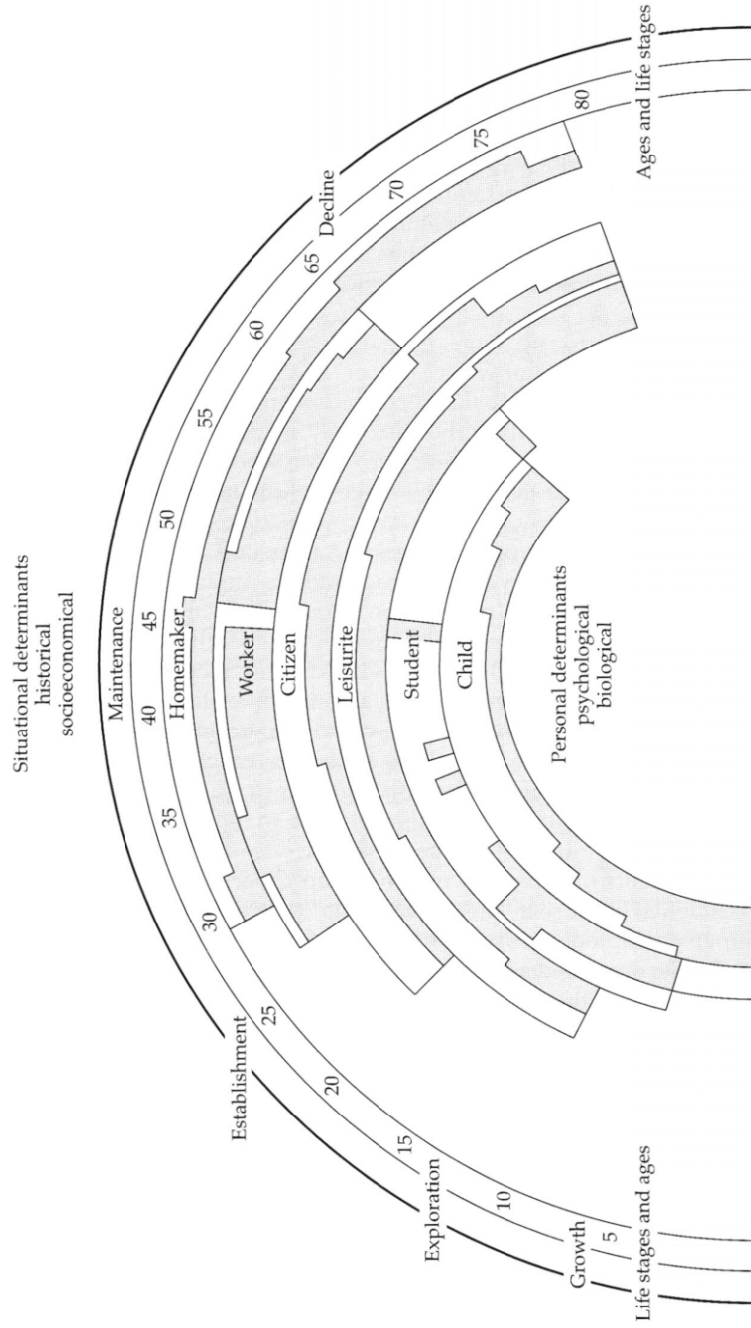 Situational determinants
historical
socioeconomical
Maintenance
45
40
50
35
55
30
60
Establishment
25
65
Decline
20
70
15
75
Exploration
10
80
Growth
5
Life stages and ages
Ages and life stages
Homemaker
Worker
Citizen
Leisurite
Student
Child
Personal determinants
psychological
biological